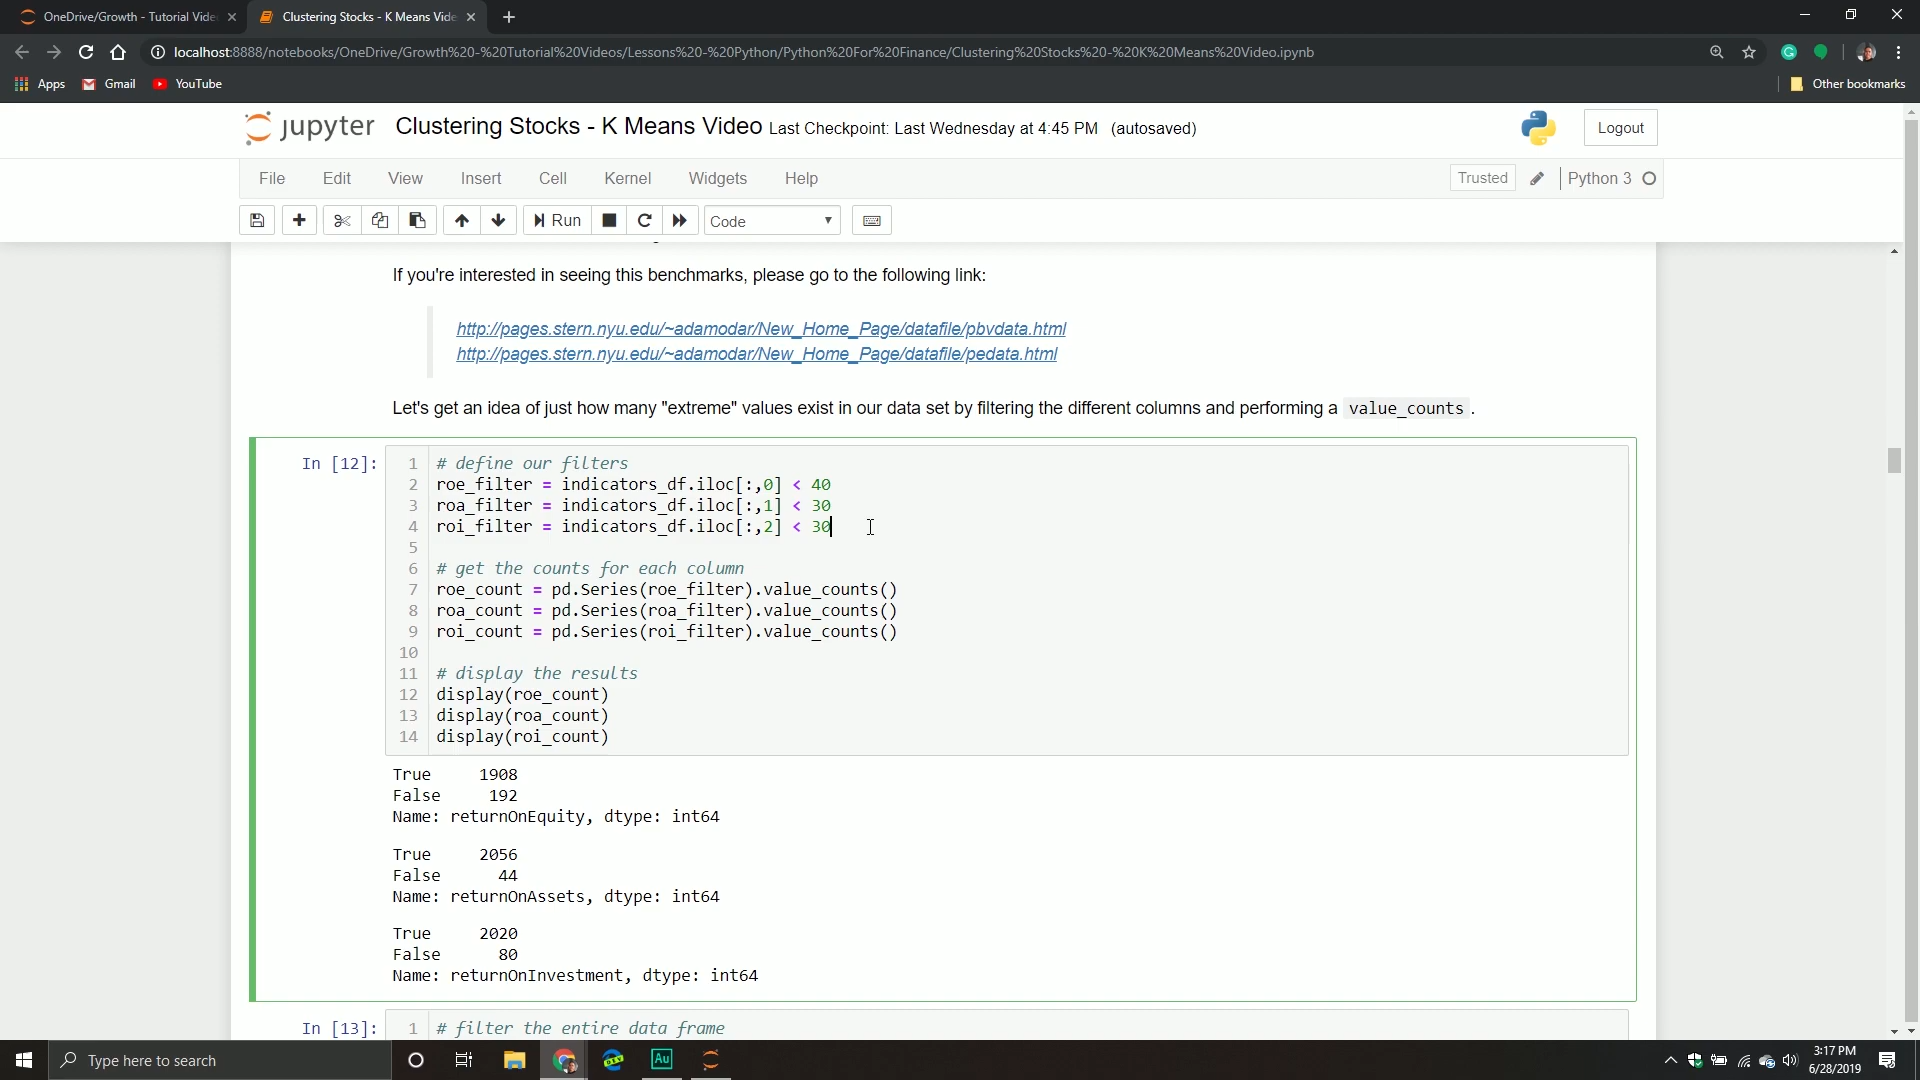 OneDrive/Growth - Tutorial Vide
Clustering Stocks - K Means Vide
localhost:8888/notebooks/OneDrive/Growth%20-%20Tutorial%20Videos/Lessons%20-%20Python/Python%20For%20Finance/Clustering%20Stocks%20-%20K%20Means%20Video.ipynb
Apps Gmail YouTube Other bookmarks
jupyter Clustering Stocks - K Means Video Last Checkpoint: Last Wednesday at 4:45 PM (autosaved) Logout
File Edit View Insert Cell Kernel Widgets Help Trusted Python 3
Run Code
If you're interested in seeing this benchmarks, please go to the following link:
http://pages.stern.nyu.edu/~adamodar/New_Home_Page/datafile/pbvdata.html
http://pages.stern.nyu.edu/~adamodar/New_Home_Page/datafile/pedata.html
Let's get an idea of just how many "extreme" values exist in our data set by filtering the different columns and performing a value_counts .
In [12]: 1 # define our filters
2 roe_filter = indicators_df.iloc[:,0] < 40
3 roa_filter = indicators_df.iloc[:,1] < 30
4 roi_filter = indicators_df.iloc[:,2] < 30
5
6 # get the counts for each column
7 roe_count = pd.Series(roe_filter).value_counts()
8 roa_count = pd.Series(roa_filter).value_counts()
9 roi_count = pd.Series(roi_filter).value_counts()
10
11 # display the results
12 display(roe_count)
13 display(roa_count)
14 display(roi_count)
True 1908
False 192
Name: returnOnEquity, dtype: int64
True 2056
False 44
Name: returnOnAssets, dtype: int64
True 2020
False 80
Name: returnOnInvestment, dtype: int64
In [13]: 1 # filter the entire data frame
Type here to search
DEV
Au
3:17 PM
6/28/2019